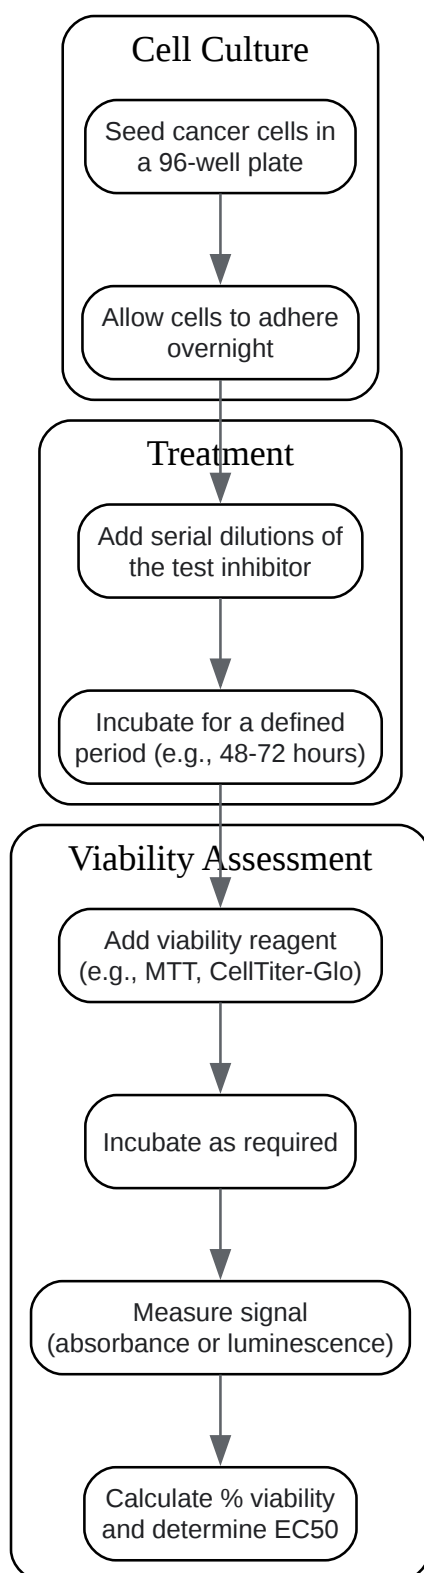 Cell Culture
Seed cancer cells in
a 96-well plate
Allow cells to adhere
overnight
Treatment
Add serial dilutions of
the test inhibitor
Incubate for a defined
period (e.g., 48-72 hours)
Viability Assessment
Add viability reagent
(e.g., MTT, CellTiter-Glo)
Incubate as required
Measure signal
(absorbance or luminescence)
Calculate % viability
and determine EC50